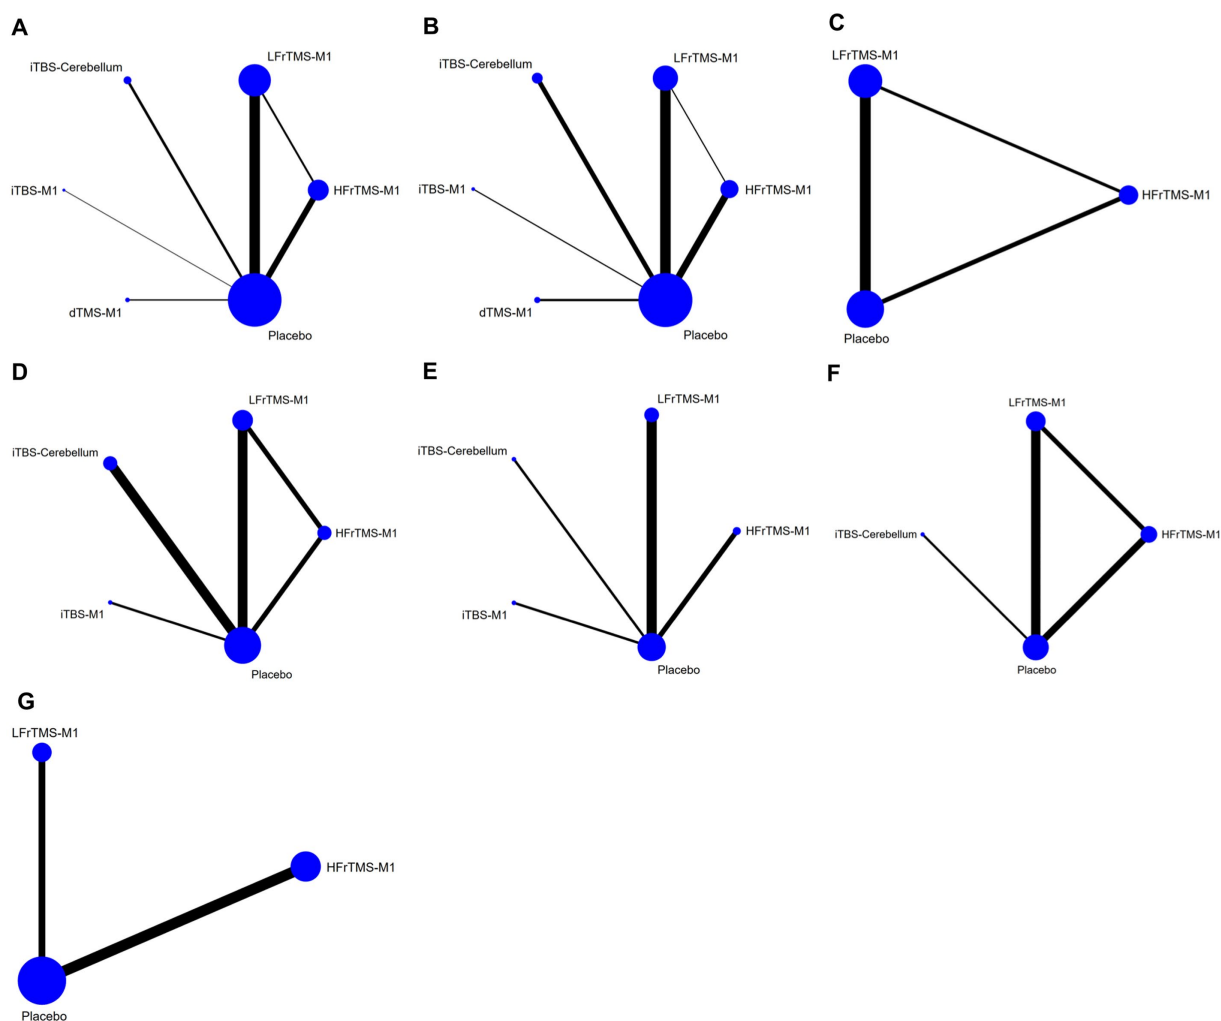 A
LFrTMS-M1
iTBS-Cerebellum
iTBS-M1
HFrTMS-M1
dTMS-M1
Placebo
B
LFrTMS-M1
iTBS-Cerebellum
iTBS-M1
HFrTMS-M1
dTMS-M1
Placebo
C
LFrTMS-M1
HFrTMS-M1
Placebo
D
LFrTMS-M1
iTBS-Cerebellum
HFrTMS-M1
iTBS-M1
Placebo
E
LFrTMS-M1
iTBS-Cerebellum
HFrTMS-M1
iTBS-M1
Placebo
F
LFrTMS-M1
iTBS-Cerebellum
HFrTMS-M1
Placebo
G
LFrTMS-M1
HFrTMS-M1
Placebo